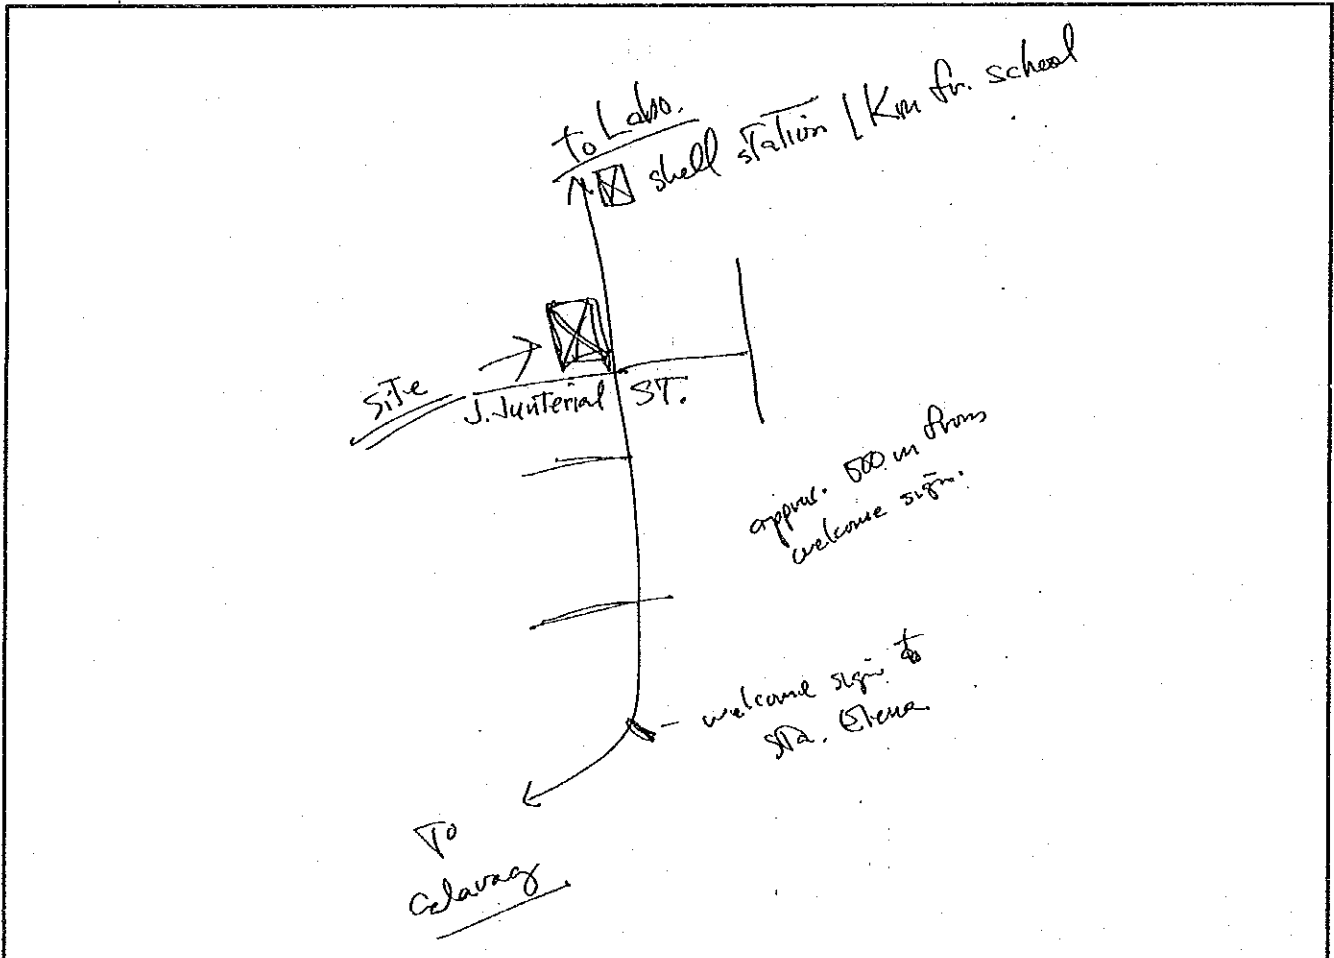 To Labo.
shell station 1 Km fr. school
Site
J. Junterial ST.
approx. 500 m from
welcome sign.
welcome sign to
Sta. Elena
To
Calauag